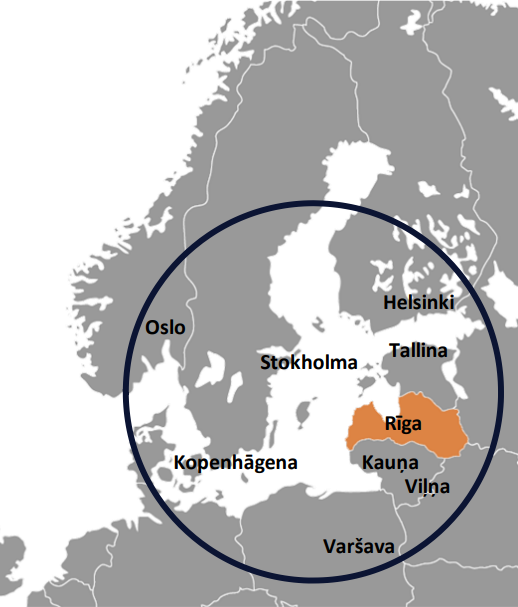 Helsinki
Oslo
Tallina
Stokholma
Rīga
Kopenhāgena
Kauņa
Viļņa
Varšava